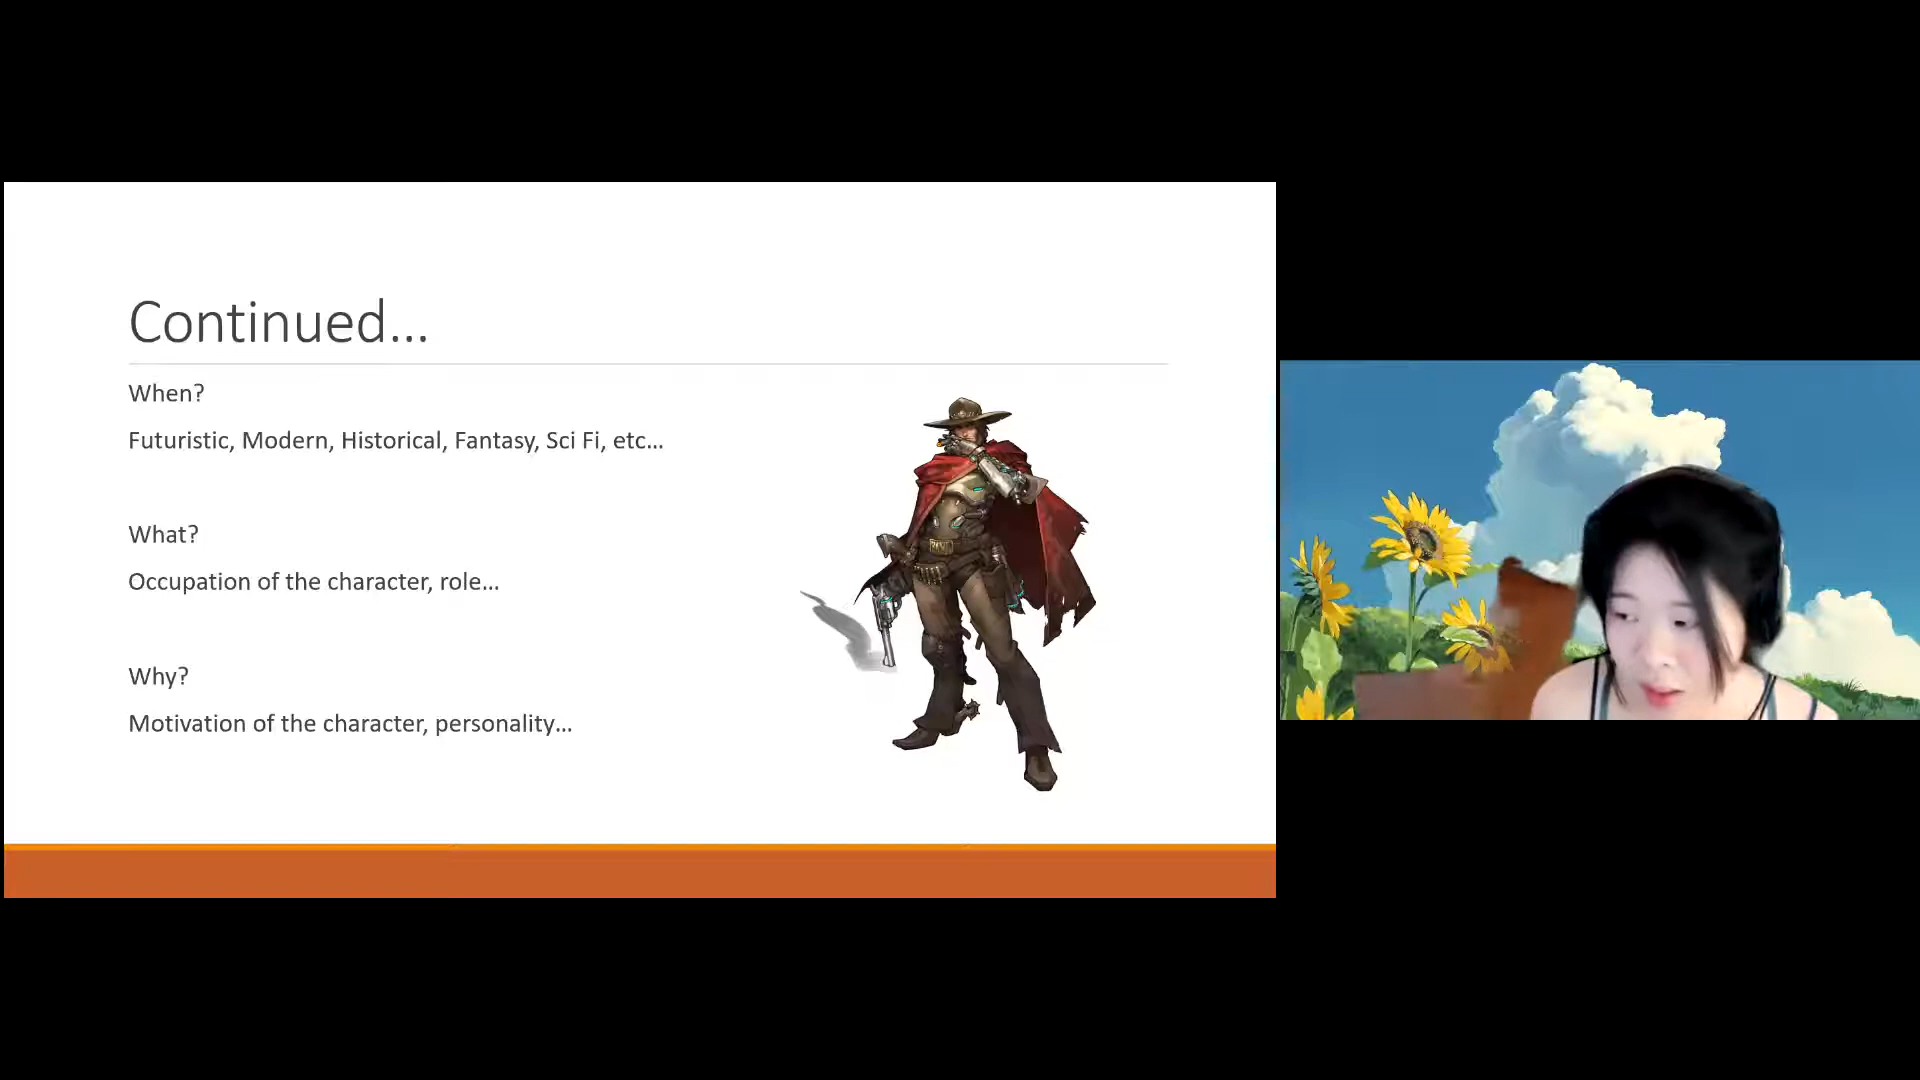 Continued…
When?
Futuristic, Modern, Historical, Fantasy, Sci Fi, etc…
What?
Occupation of the character, role…
Why?
Motivation of the character, personality…